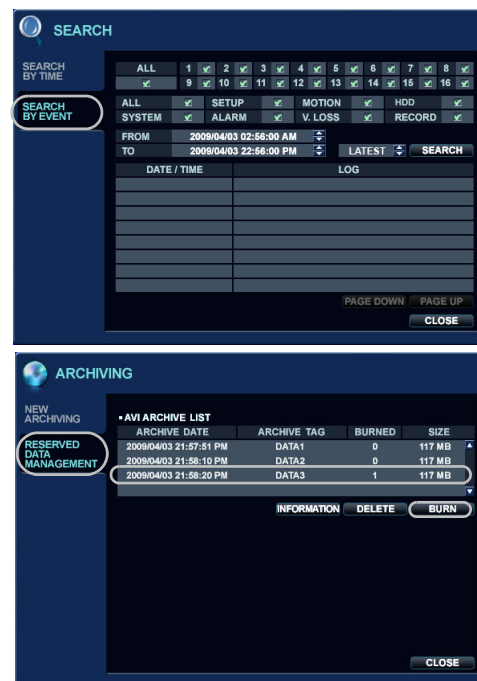 SEARCH
SEARCH
BY TIME
SEARCH
BY EVENT
ALL 1 2 3 4 5 6 7 8
9 10 11 12 13 14 15 16
ALL SETUP MOTION HDD
SYSTEM ALARM V. LOSS RECORD
FROM 2009/04/03 02:56:00 AM
TO 2009/04/03 22:56:00 PM LATEST SEARCH
DATE / TIME LOG
PAGE DOWN PAGE UP
CLOSE
ARCHIVING
NEW
ARCHIVING
RESERVED
DATA
MANAGEMENT
▪ AVI ARCHIVE LIST
ARCHIVE DATE ARCHIVE TAG BURNED SIZE
2009/04/03 21:57:51 PM DATA1 0 117 MB
2009/04/03 21:58:10 PM DATA2 0 117 MB
2009/04/03 21:58:20 PM DATA3 1 117 MB
INFORMATION DELETE BURN
CLOSE